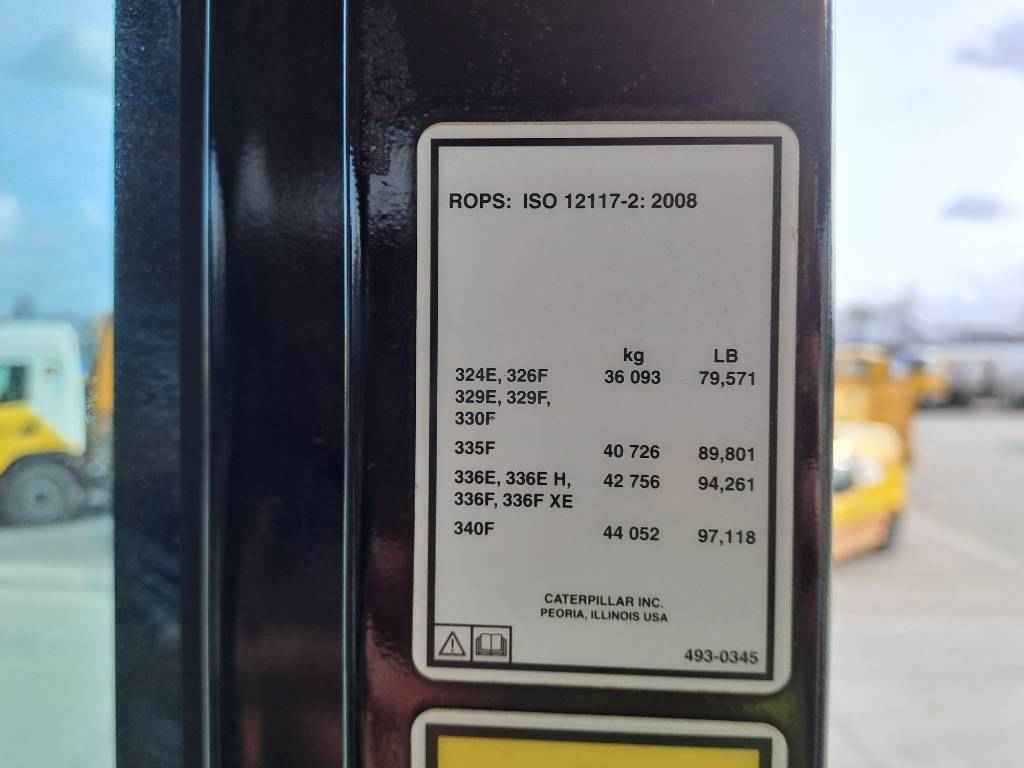 ROPS: ISO 12117-2: 2008
kg LB
324E, 326F 36 093 79,571
329E, 329F,
330F
335F 40 726 89,801
336E, 336E H, 42 756 94,261
336F, 336F XE
340F 44 052 97,118
CATERPILLAR INC.
PEORIA, ILLINOIS USA
493-0345